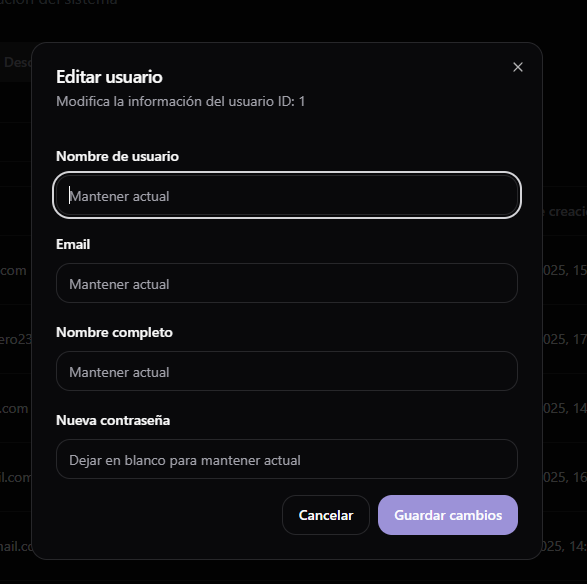 del sistema
Editar usuario
Modifica la información del usuario ID: 1
Nombre de usuario
Mantener actual
creaci
Email
.com
Mantener actual
025, 15
Nombre completo
ero23
025, 17
Mantener actual
.com
025, 14
Nueva contraseña
Dejar en blanco para mantener actual
il.com
025, 16
Cancelar
Guardar cambios
mail.co
025, 14: